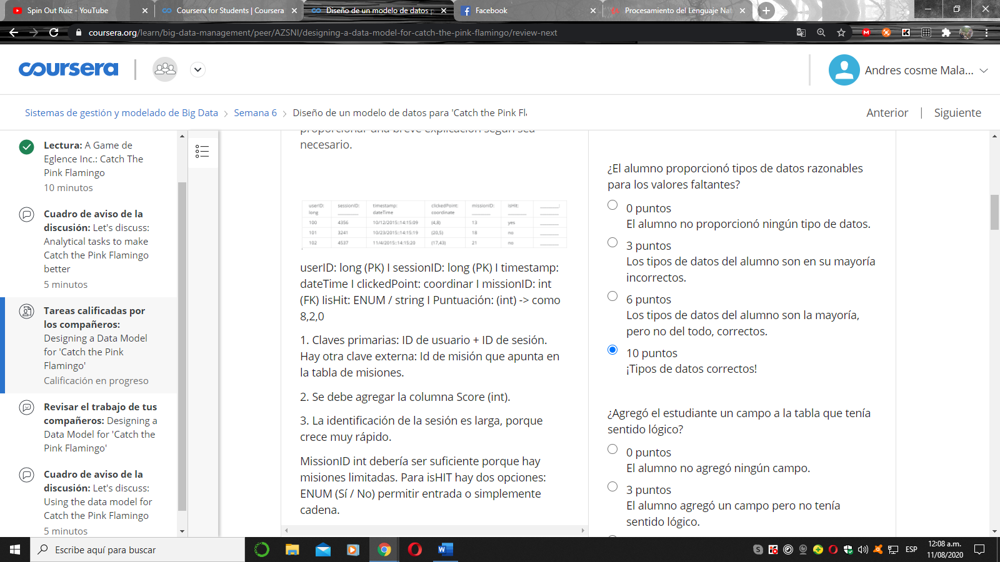 Spin Out Ruiz - YouTube
Coursera for Students | Coursera
Diseño de un modelo de datos p
Facebook
Procesamiento del Lenguaje Nat
coursera.org/learn/big-data-management/peer/AZSNI/designing-a-data-model-for-catch-the-pink-flamingo/review-next
coursera
Andres cosme Mala...
Sistemas de gestión y modelado de Big Data > Semana 6 > Diseño de un modelo de datos para 'Catch the Pink Fl
Anterior | Siguiente
Lectura: A Game de
Eglence Inc.: Catch The
Pink Flamingo
10 minutos
Cuadro de aviso de la
discusión: Let's discuss:
Analytical tasks to make
Catch the Pink Flamingo
better
5 minutos
Tareas calificadas por
los compañeros:
Designing a Data Model
for 'Catch the Pink
Flamingo'
Calificación en progreso
Revisar el trabajo de tus
compañeros: Designing a
Data Model for 'Catch the
Pink Flamingo'
Cuadro de aviso de la
discusión: Let's discuss:
Using the data model for
Catch the Pink Flamingo
5 minutos
proporcionar una breve explicación según sea
necesario.
userID: long sessionID: ______ timestamp: dateTime clickedPoint: coordinate missionID: ______ isHit: ______ ______:
100 4356 10/12/2015::14:15:09 (4,8) 13 yes ______
101 3241 10/23/2015::14:15:19 (20,5) 18 no ______
102 4537 11/4/2015::14:15:20 (17,43) 21 no ______
userID: long (PK) I sessionID: long (PK) I timestamp:
dateTime I clickedPoint: coordinar I missionID: int
(FK) IisHit: ENUM / string I Puntuación: (int) -> como
8,2,0
1. Claves primarias: ID de usuario + ID de sesión.
Hay otra clave externa: Id de misión que apunta en
la tabla de misiones.
2. Se debe agregar la columna Score (int).
3. La identificación de la sesión es larga, porque
crece muy rápido.
MissionID int debería ser suficiente porque hay
misiones limitadas. Para isHIT hay dos opciones:
ENUM (Sí / No) permitir entrada o simplemente
cadena.
¿El alumno proporcionó tipos de datos razonables
para los valores faltantes?
0 puntos
El alumno no proporcionó ningún tipo de datos.
3 puntos
Los tipos de datos del alumno son en su mayoría
incorrectos.
6 puntos
Los tipos de datos del alumno son la mayoría,
pero no del todo, correctos.
10 puntos
¡Tipos de datos correctos!
¿Agregó el estudiante un campo a la tabla que tenía
sentido lógico?
0 puntos
El alumno no agregó ningún campo.
3 puntos
El alumno agregó un campo pero no tenía
sentido lógico.
Escribe aquí para buscar
ESP
12:08 a.m.
11/08/2020